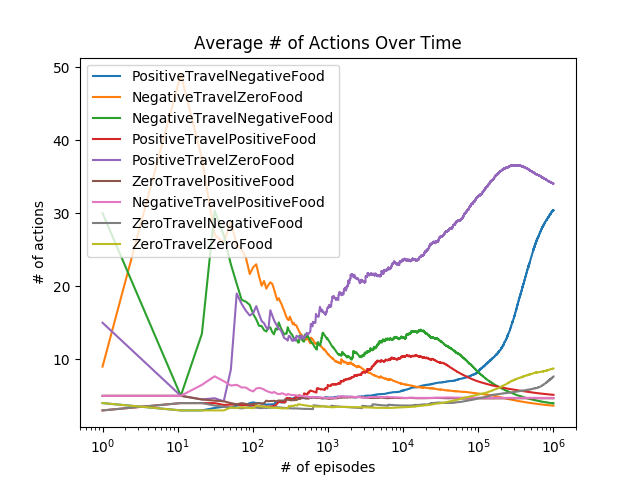 Average # of Actions Over Time
50
40
30
20
10
# of actions
PositiveTravelNegativeFood
NegativeTravelZeroFood
NegativeTravelNegativeFood
PositiveTravelPositiveFood
PositiveTravelZeroFood
ZeroTravelPositiveFood
NegativeTravelPositiveFood
ZeroTravelNegativeFood
ZeroTravelZeroFood
10⁰ 10¹ 10² 10³ 10⁴ 10⁵ 10⁶
# of episodes